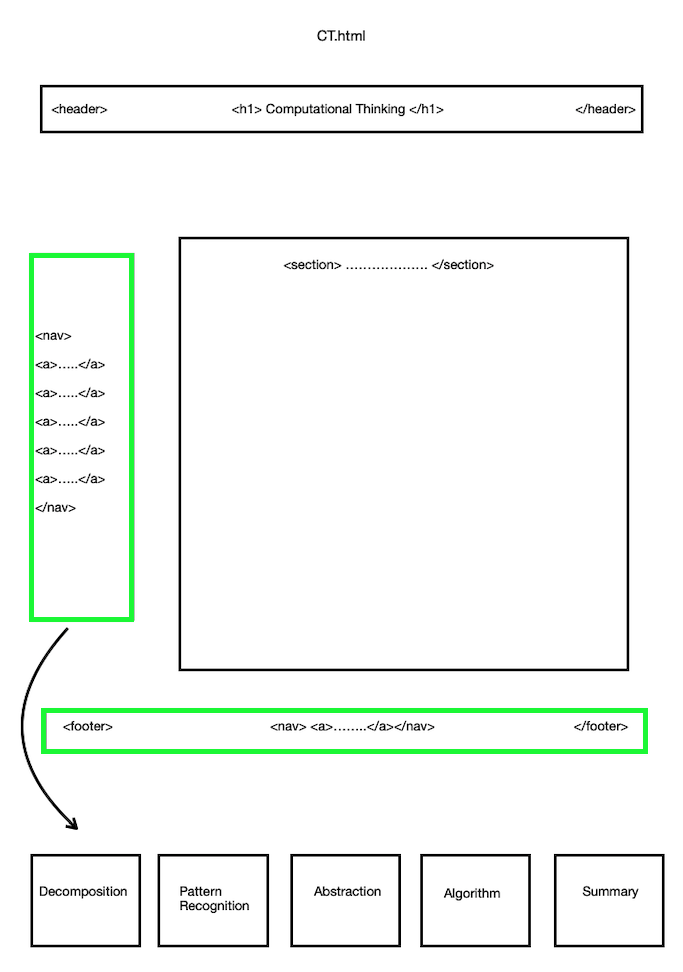 CT.html
<header> <h1> Computational Thinking </h1> </header>
<section> ................... </section>
<nav>
<a>.....</a>
<a>.....</a>
<a>.....</a>
<a>.....</a>
<a>.....</a>
</nav>
<footer> <nav> <a>........</a></nav> </footer>
Decomposition
Pattern
Recognition
Abstraction
Algorithm
Summary